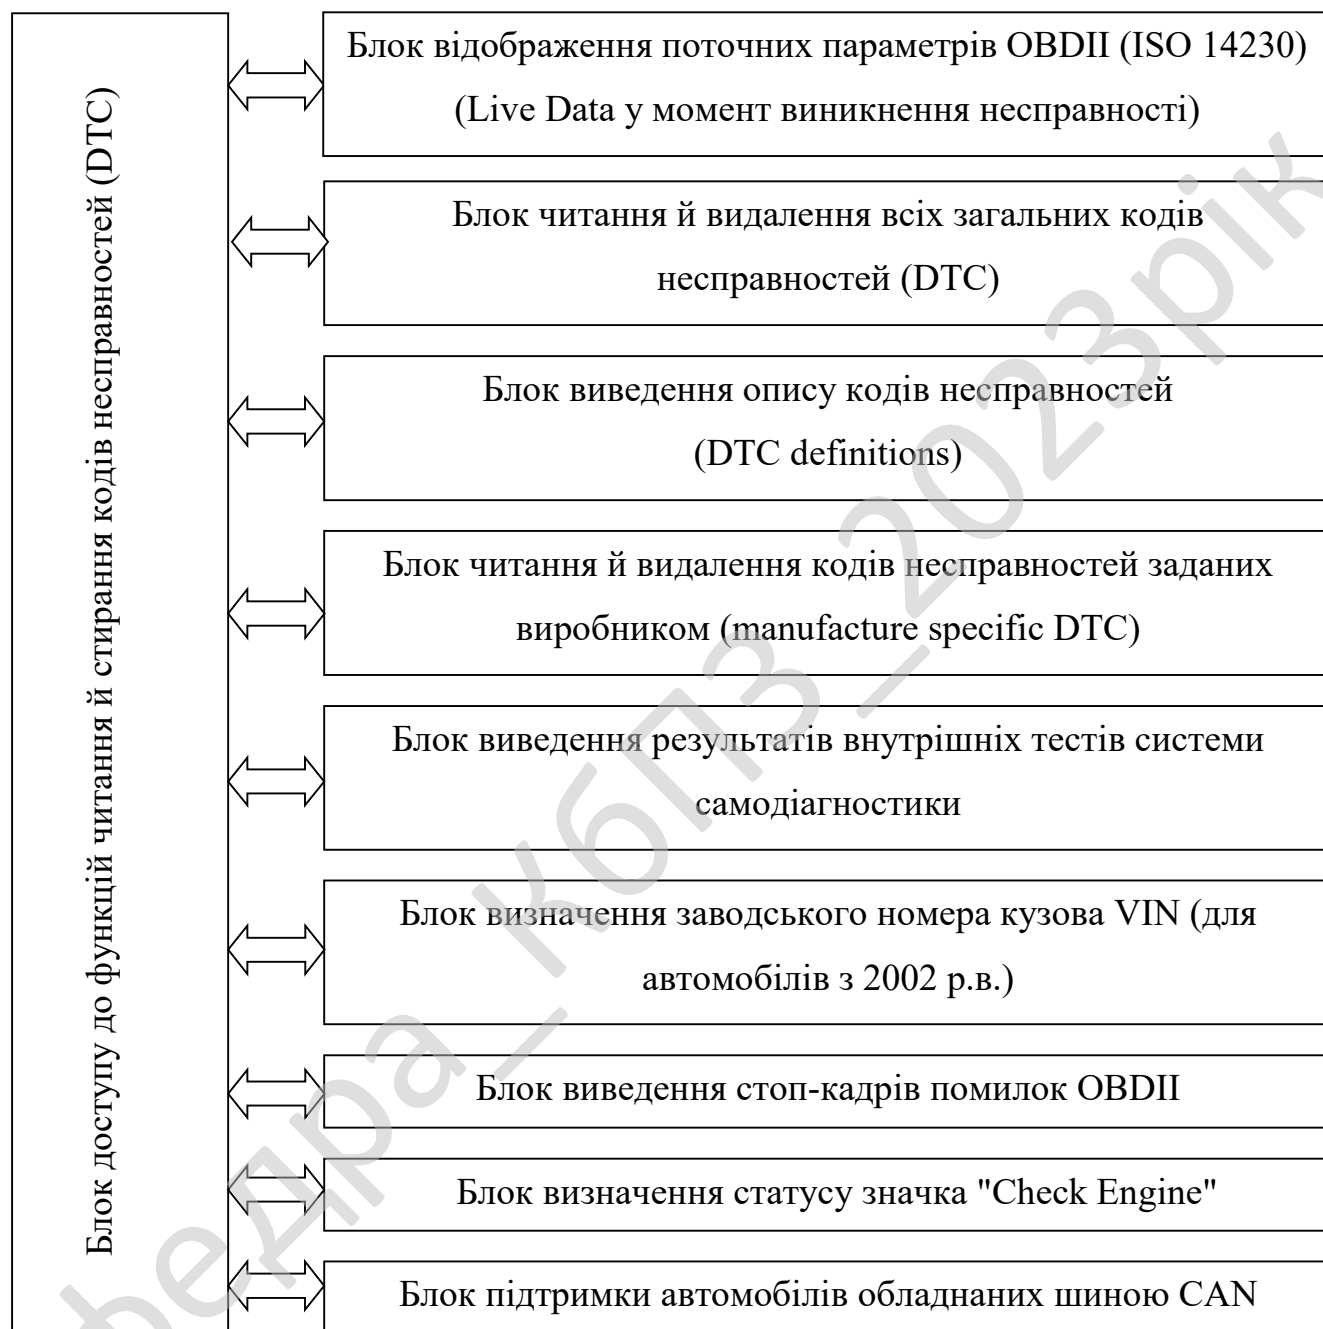 Блок доступу до функцій читання й стирання кодів несправностей (DTC)
Блок відображення поточних параметрів OBDII (ISO 14230)
(Live Data у момент виникнення несправності)
Блок читання й видалення всіх загальних кодів
несправностей (DTC)
Блок виведення опису кодів несправностей
(DTC definitions)
Блок читання й видалення кодів несправностей заданих
виробником (manufacture specific DTC)
Блок виведення результатів внутрішніх тестів системи
самодіагностики
Блок визначення заводського номера кузова VIN (для
автомобілів з 2002 р.в.)
Блок виведення стоп-кадрів помилок OBDII
Блок визначення статусу значка "Check Engine"
Блок підтримки автомобілів обладнаних шиною CAN
федра_КбПЗ_2023рік